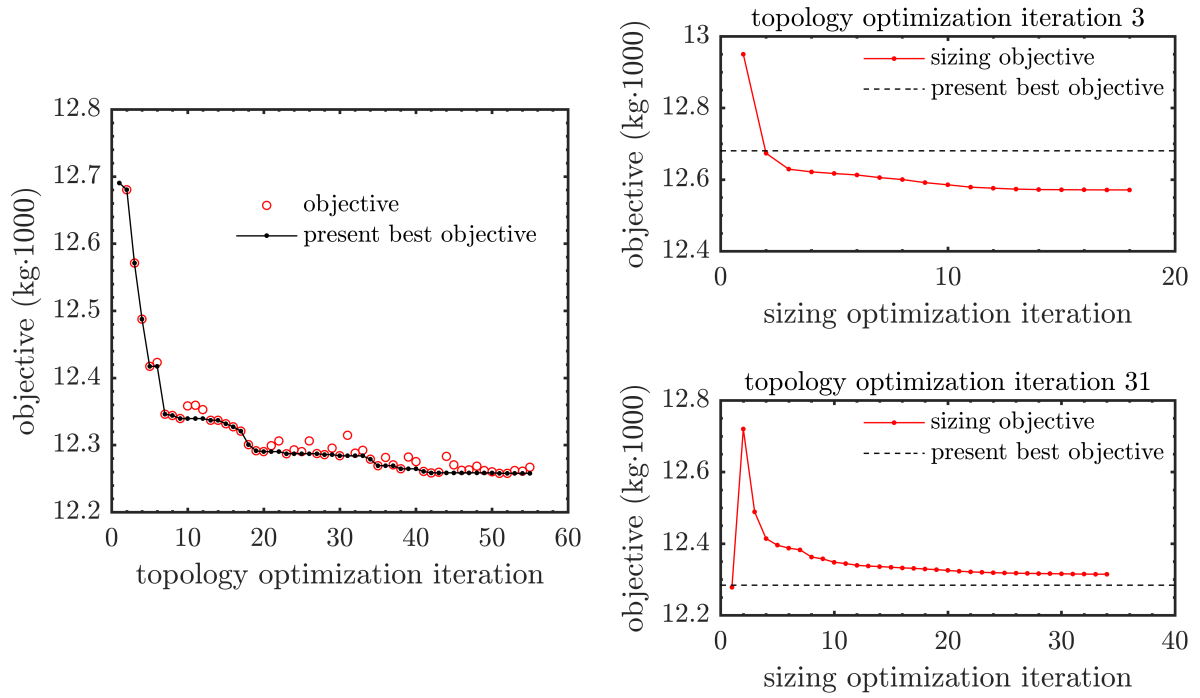 12.8
12.7
12.6
12.5
12.4
12.3
12.2
0 10 20 30 40 50 60
objective (kg·1000)
topology optimization iteration
objective
present best objective
topology optimization iteration 3
13
12.8
12.6
12.4
0 10 20
objective (kg·1000)
sizing optimization iteration
sizing objective
present best objective
topology optimization iteration 31
12.8
12.6
12.4
12.2
0 10 20 30 40
objective (kg·1000)
sizing optimization iteration
sizing objective
present best objective